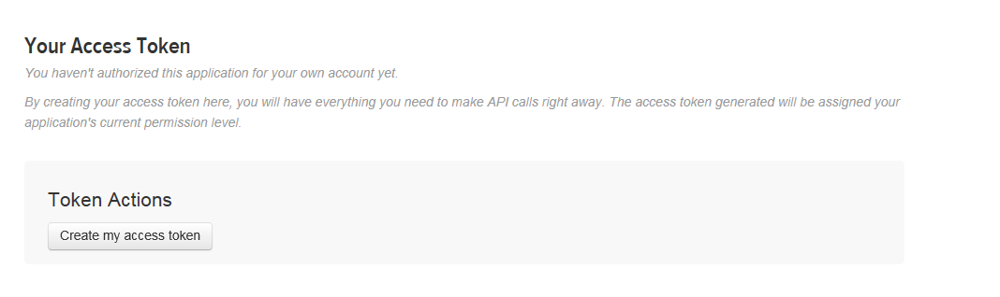 Your Access Token
You haven't authorized this application for your own account yet.
By creating your access token here, you will have everything you need to make API calls right away. The access token generated will be assigned your
application's current permission level.
Token Actions
Create my access token